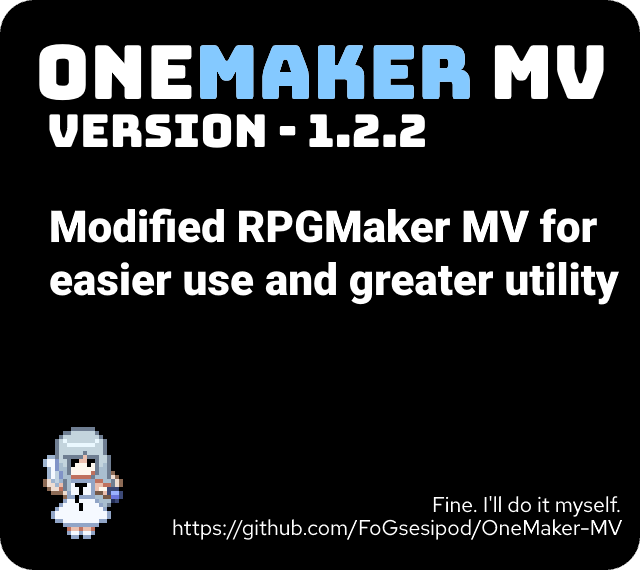 ONEMAKER MV
VERSION - 1.2.2
Modified RPGMaker MV for
easier use and greater utility
Fine. I'll do it myself.
https://github.com/FoGsesipod/OneMaker-MV